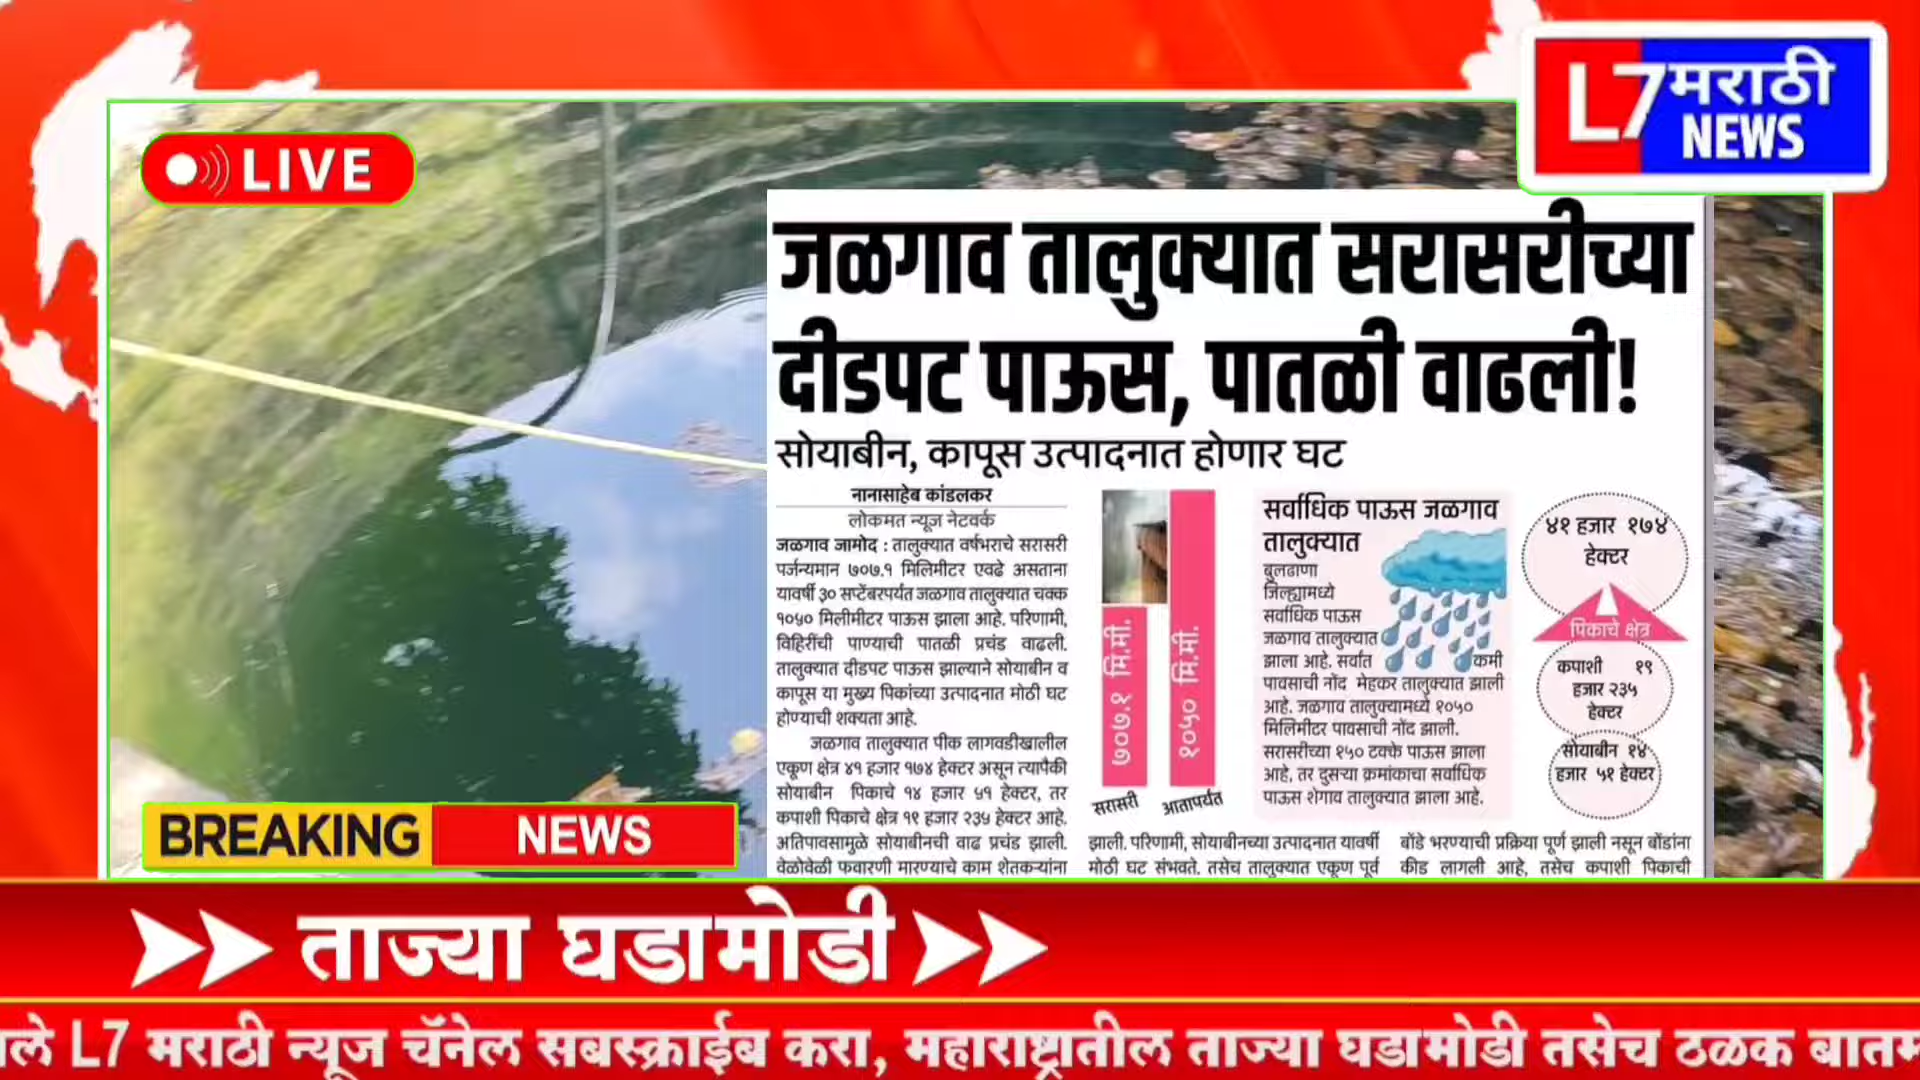 L7 मराठी
NEWS
LIVE
जळगाव तालुक्यात सरासरीच्या
दीडपट पाऊस, पातळी वाढली!
सोयाबीन, कापूस उत्पादनात होणार घट
नानासाहेब कांडलकर
लोकमत न्यूज नेटवर्क
जळगाव जामोद : तालुक्यात वर्षभराचे सरासरी
पर्जन्यमान ७०७.१ मिलिमीटर एवढे असताना
यावर्षी ३० सप्टेंबरपर्यंत जळगाव तालुक्यात चक्क
१०५० मिलीमीटर पाऊस झाला आहे. परिणामी,
विहिरींची पाण्याची पातळी प्रचंड वाढली.
तालुक्यात दीडपट पाऊस झाल्याने सोयाबीन व
कापूस या मुख्य पिकांच्या उत्पादनात मोठी घट
होण्याची शक्यता आहे.
जळगाव तालुक्यात पीक लागवडीखालील
एकूण क्षेत्र ४१ हजार १७४ हेक्टर असून त्यापैकी
सोयाबीन पिकाचे १४ हजार ५१ हेक्टर, तर
कपाशी पिकाचे क्षेत्र १९ हजार २३५ हेक्टर आहे.
अतिपावसामुळे सोयाबीनची वाढ प्रचंड झाली.
वेळोवेळी फवारणी मारण्याचे काम शेतकऱ्यांना
७०७.१ मि.मी.
१०५० मि.मी.
सरासरी
आतापर्यंत
सर्वाधिक पाऊस जळगाव
तालुक्यात
बुलढाणा
जिल्ह्यामध्ये
सर्वाधिक पाऊस
जळगाव तालुक्यात
झाला आहे. सर्वात कमी
पावसाची नोंद मेहकर तालुक्यात झाली
आहे. जळगाव तालुक्यामध्ये १०५०
मिलिमीटर पावसाची नोंद झाली.
सरासरीच्या १५० टक्के पाऊस झाला
आहे, तर दुसऱ्या क्रमांकाचा सर्वाधिक
पाऊस शेगाव तालुक्यात झाला आहे.
४१ हजार १७४
हेक्टर
पिकाचे क्षेत्र
कपाशी १९
हजार २३५
हेक्टर
सोयाबीन १४
हजार ५१ हेक्टर
झाली. परिणामी, सोयाबीनच्या उत्पादनात यावर्षी
मोठी घट संभवते. तसेच तालुक्यात एकूण पूर्व
बोंडे भरण्याची प्रक्रिया पूर्ण झाली नसून बोंडांना
कीड लागली आहे, तसेच कपाशी पिकाची
BREAKING NEWS
ताज्या घडामोडी
ले L7 मराठी न्यूज चॅनेल सबस्क्राईब करा, महाराष्ट्रातील ताज्या घडामोडी तसेच ठळक बातम